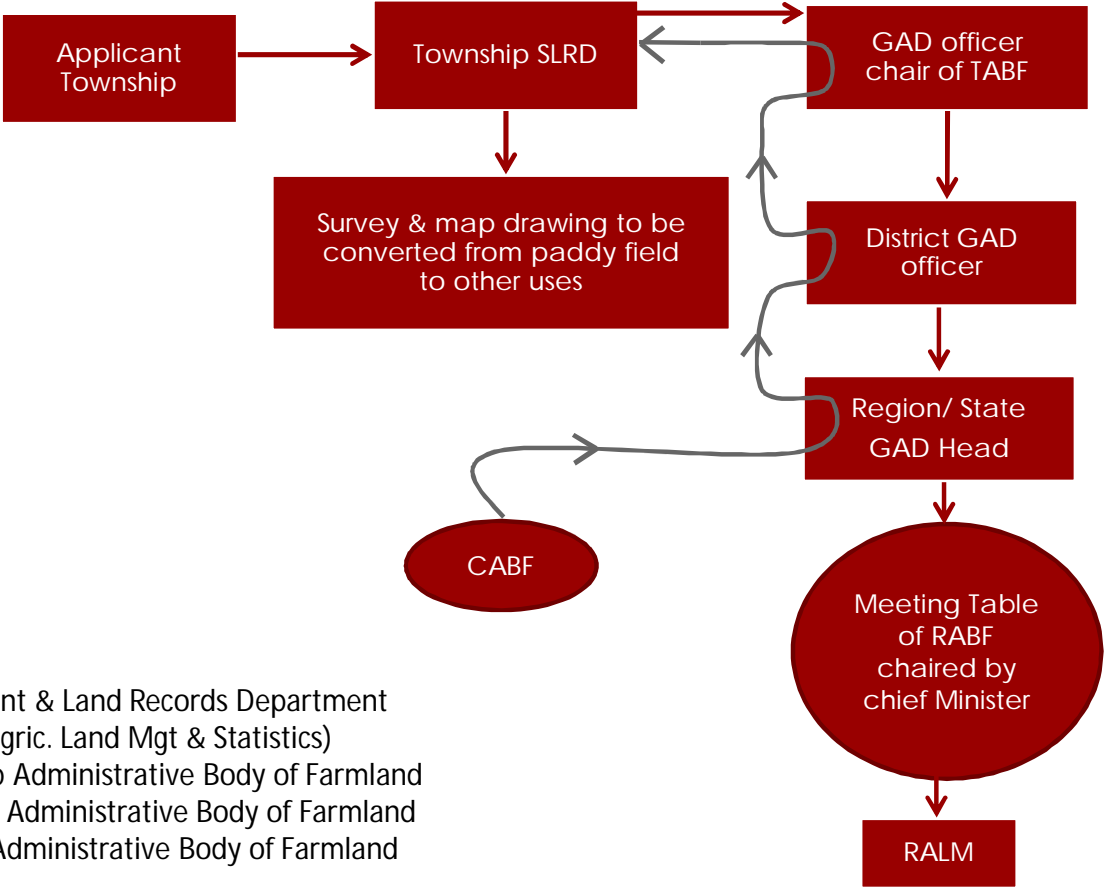 Applicant
Township
Township SLRD
GAD officer
chair of TABF
Survey & map drawing to be
converted from paddy field
to other uses
District GAD
officer
Region/ State
GAD Head
CABF
Meeting Table
of RABF
chaired by
chief Minister
RALM
& Land Records Department
Land Mgt & Statistics)
Administrative Body of Farmland
Administrative Body of Farmland
Administrative Body of Farmland